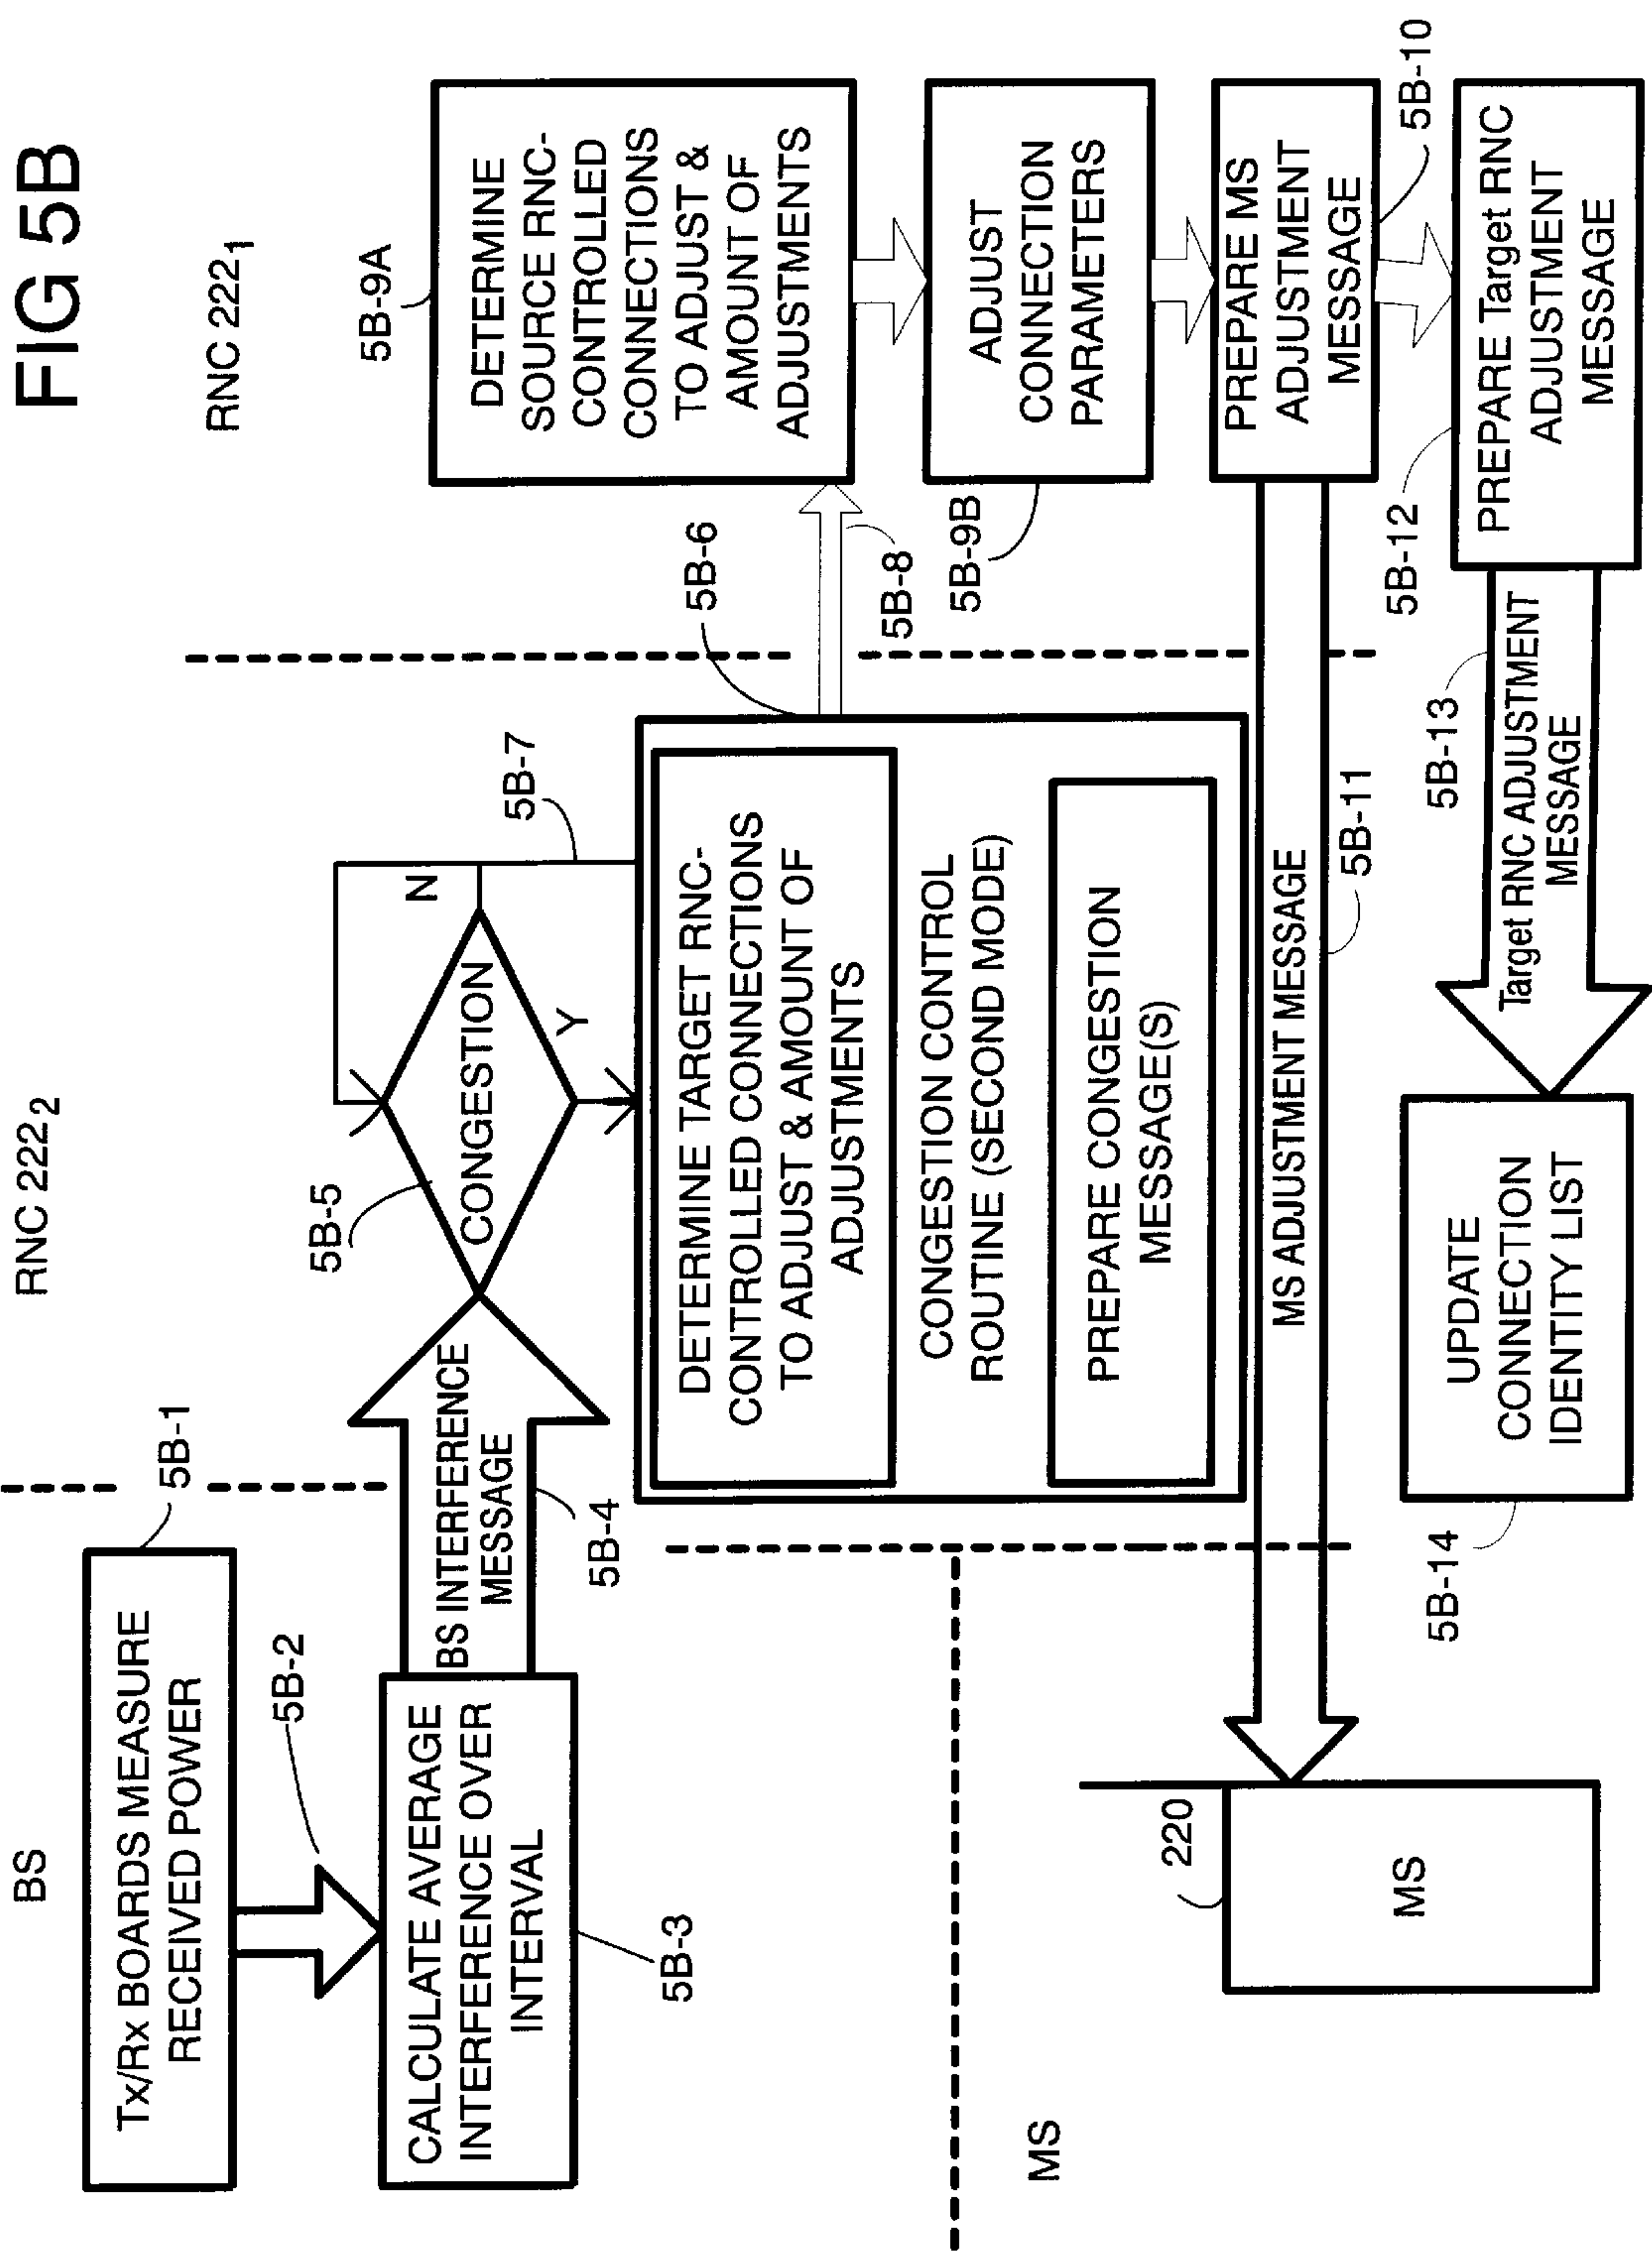 FIG 5B
BS
RNC 222₂
RNC 222₁
5B-1
Tx/Rx BOARDS MEASURE
RECEIVED POWER
5B-2
CALCULATE AVERAGE
INTERFERENCE OVER
INTERVAL
5B-3
BS INTERFERENCE
MESSAGE
5B-4
5B-5
CONGESTION
N
Y
5B-7
5B-6
DETERMINE TARGET RNC-
CONTROLLED CONNECTIONS
TO ADJUST & AMOUNT OF
ADJUSTMENTS
CONGESTION CONTROL
ROUTINE (SECOND MODE)
PREPARE CONGESTION
MESSAGE(S)
5B-8
5B-9A
DETERMINE
SOURCE RNC-
CONTROLLED
CONNECTIONS
TO ADJUST &
AMOUNT OF
ADJUSTMENTS
5B-9B
ADJUST
CONNECTION
PARAMETERS
PREPARE MS
ADJUSTMENT
MESSAGE
5B-10
MS ADJUSTMENT MESSAGE
5B-11
5B-12
PREPARE Target RNC
ADJUSTMENT
MESSAGE
5B-13
Target RNC ADJUSTMENT
MESSAGE
UPDATE
CONNECTION
IDENTITY LIST
5B-14
MS
220
MS